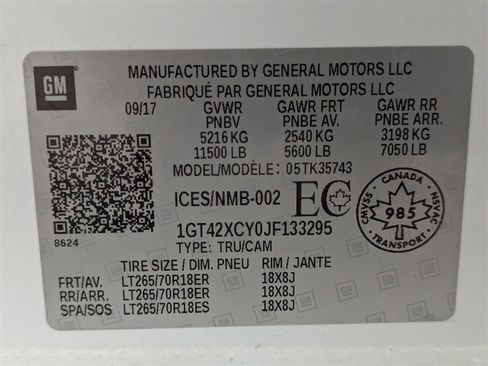 GM
MANUFACTURED BY GENERAL MOTORS LLC
FABRIQUÉ PAR GENERAL MOTORS LLC
09/17 GVWR GAWR FRT GAWR RR
PNBV PNBE AV. PNBE ARR.
5216 KG 2540 KG 3198 KG
11500 LB 5600 LB 7050 LB
MODEL/MODÈLE: 05TK35743
ICES/NMB-002 EC
CANADA
CMVSS 985 NSVAC
TRANSPORT
1GT42XCY0JF133295
8624
TYPE: TRU/CAM
TIRE SIZE / DIM. PNEU RIM / JANTE
FRT/AV. LT265/70R18ER 18X8J
RR/ARR. LT265/70R18ER 18X8J
SPA/SOS LT265/70R18ES 18X8J